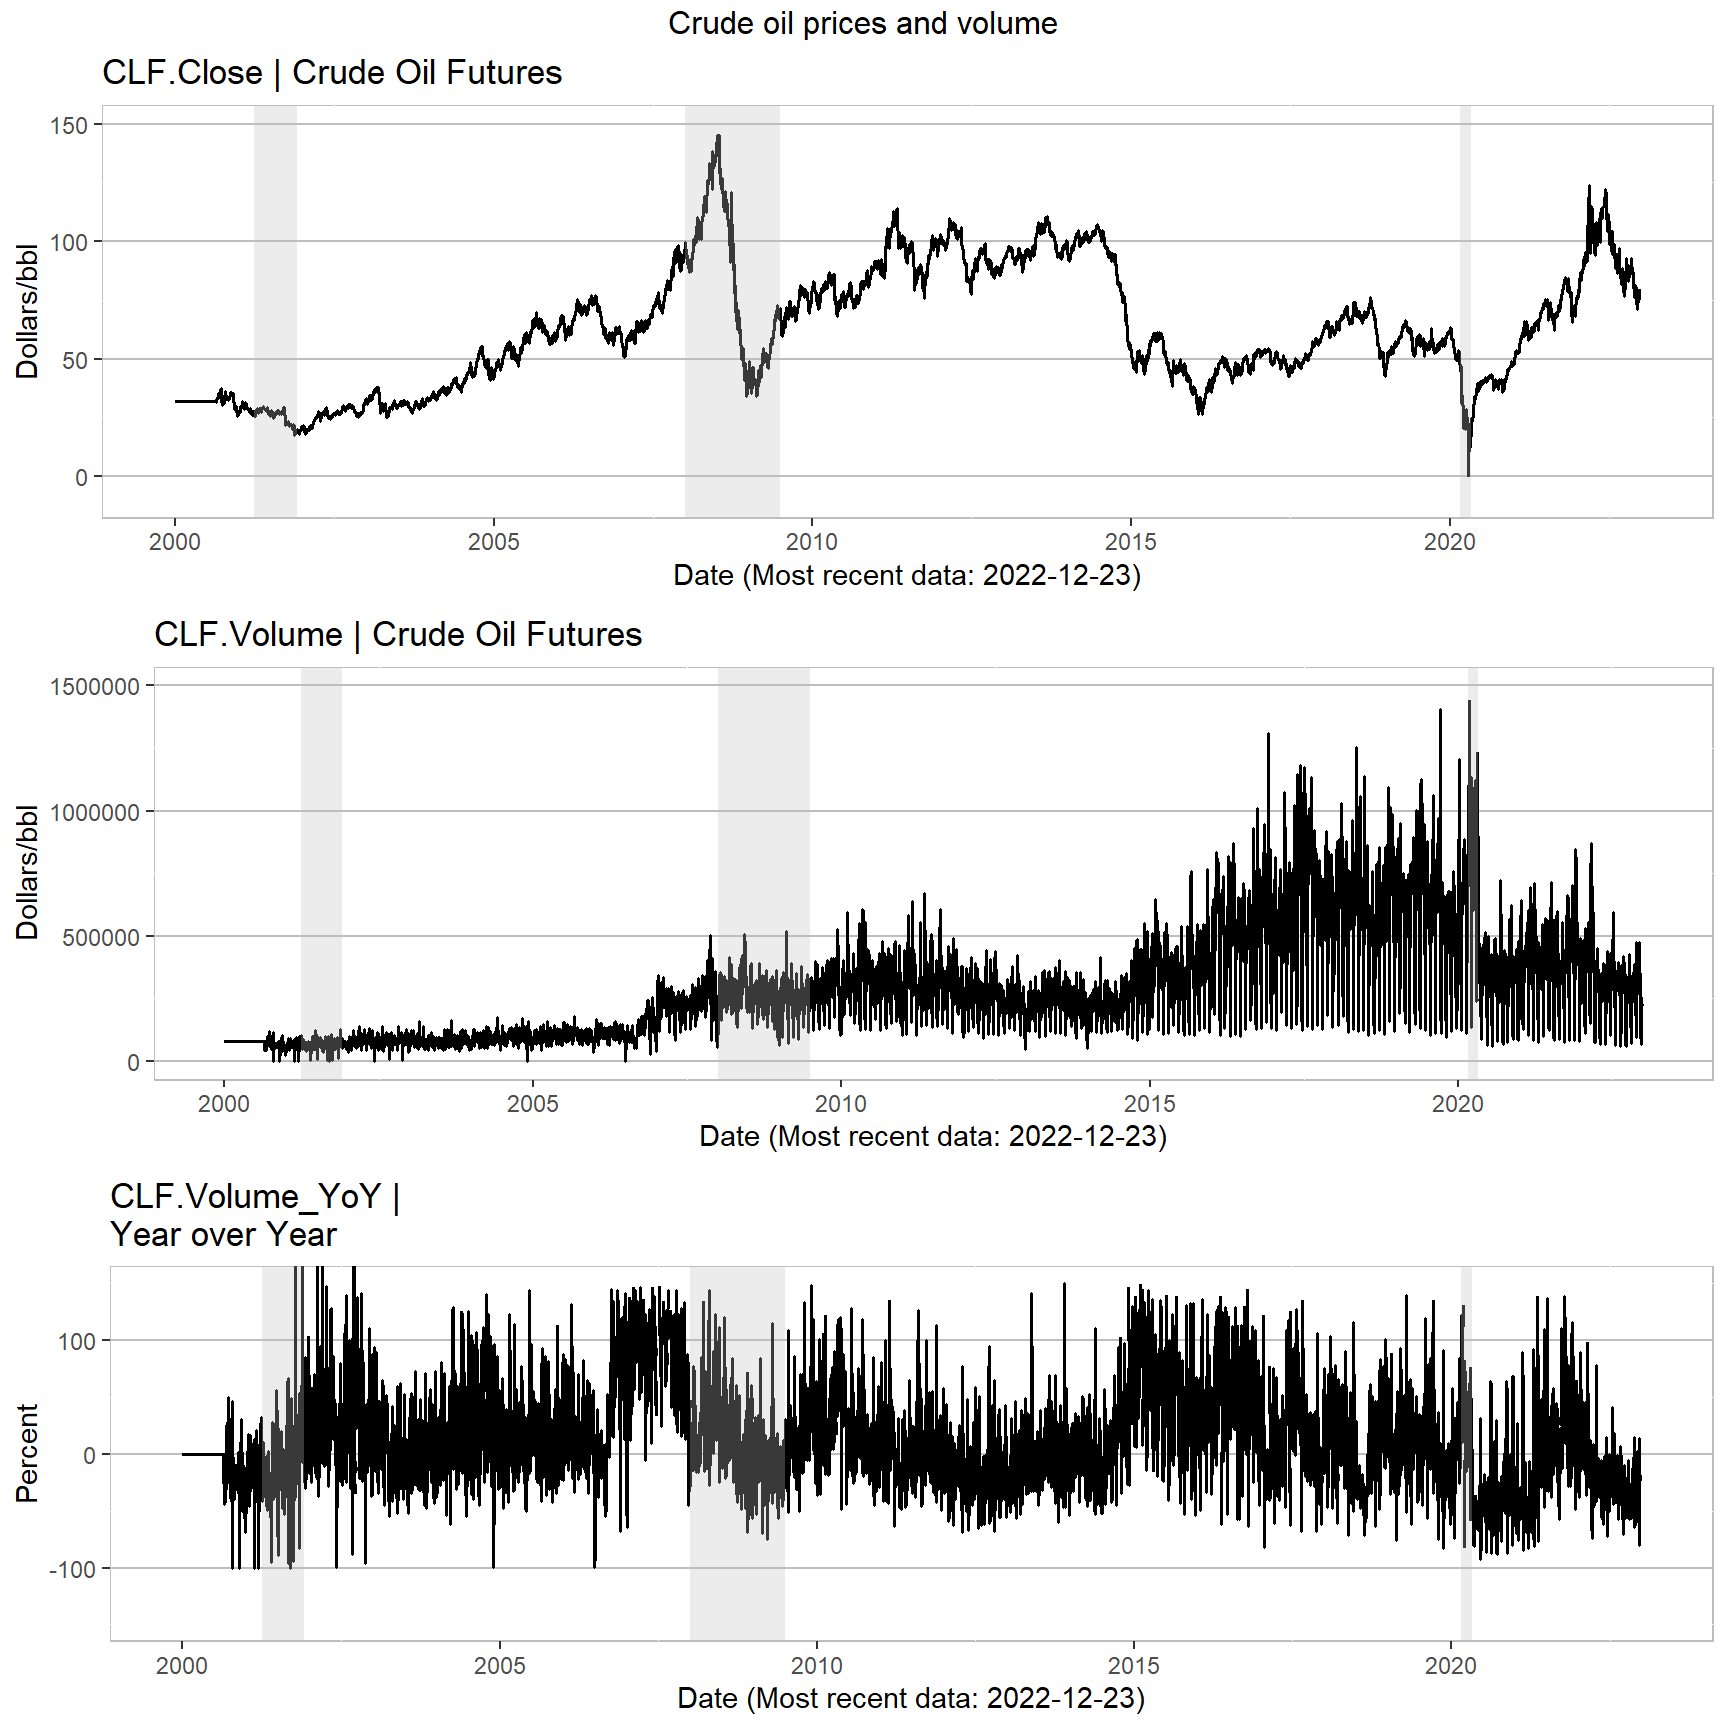 Crude oil prices and volume
CLF.Close | Crude Oil Futures
150
100
50
0
Dollars/bbl
2000 2005 2010 2015 2020
Date (Most recent data: 2022-12-23)
CLF.Volume | Crude Oil Futures
1500000
1000000
500000
0
Dollars/bbl
2000 2005 2010 2015 2020
Date (Most recent data: 2022-12-23)
CLF.Volume_YoY |
Year over Year
100
0
-100
Percent
2000 2005 2010 2015 2020
Date (Most recent data: 2022-12-23)